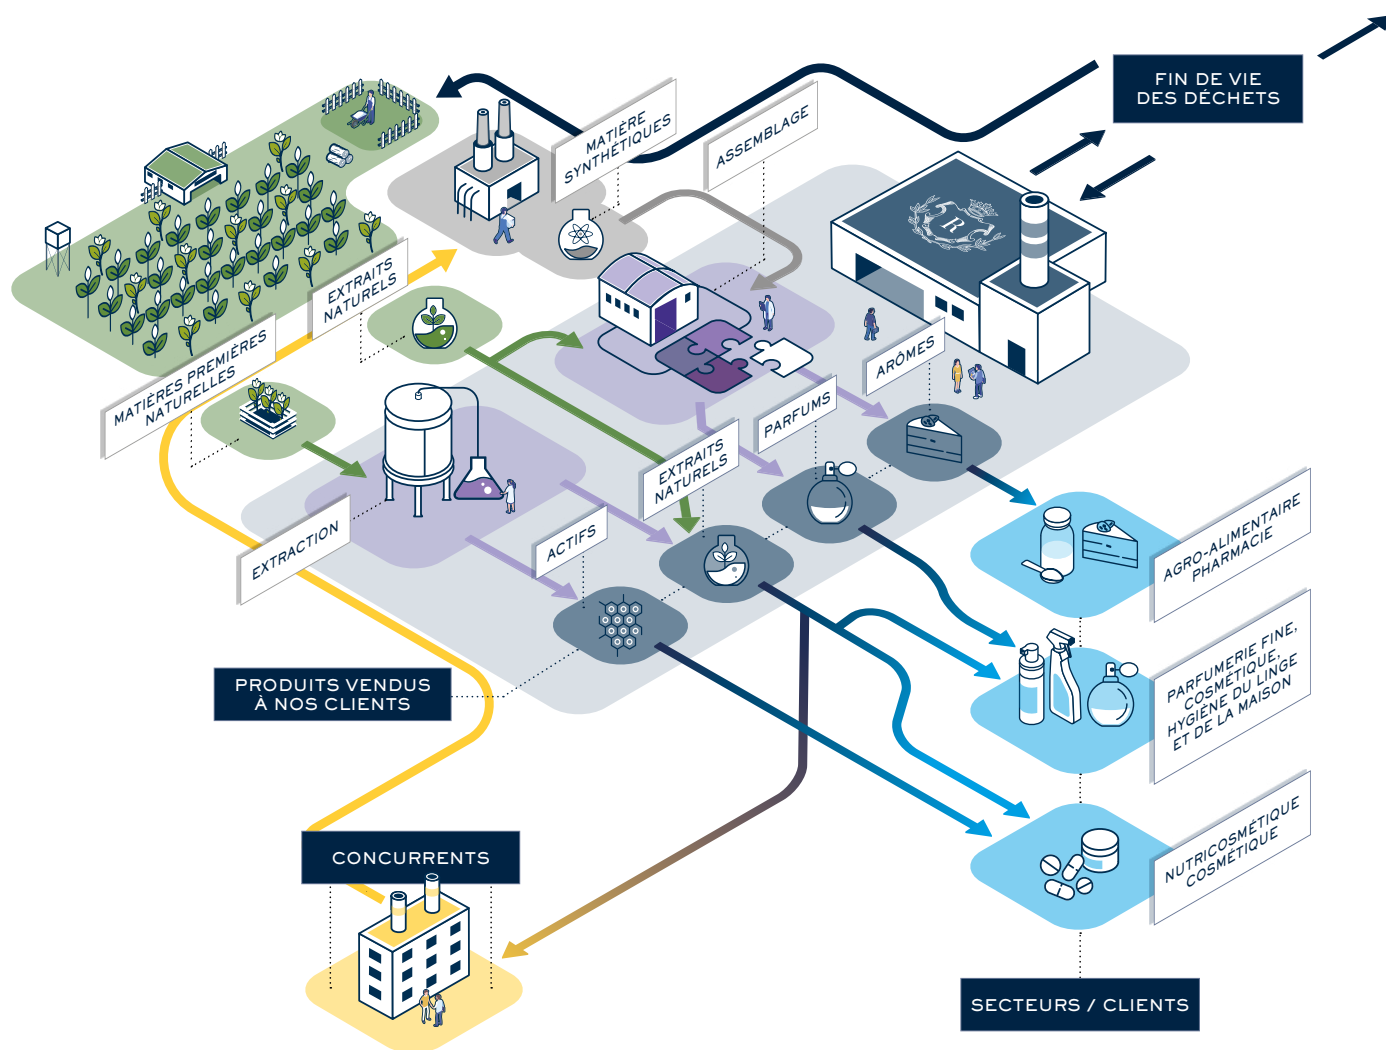 FIN DE VIE
DES DÉCHETS
MATIÈRE
SYNTHÉTIQUES
ASSEMBLAGE
R
EXTRAITS
NATURELS
MATIÈRES PREMIÈRES
NATURELLES
ARÔMES
PARFUMS
EXTRAITS
NATURELS
ACTIFS
EXTRACTION
AGRO-ALIMENTAIRE
PHARMACIE
PARFUMERIE FINE,
COSMÉTIQUE,
HYGIÈNE DU LINGE
ET DE LA MAISON
PRODUITS VENDUS
À NOS CLIENTS
NUTRICOSMÉTIQUE
COSMÉTIQUE
CONCURRENTS
SECTEURS / CLIENTS